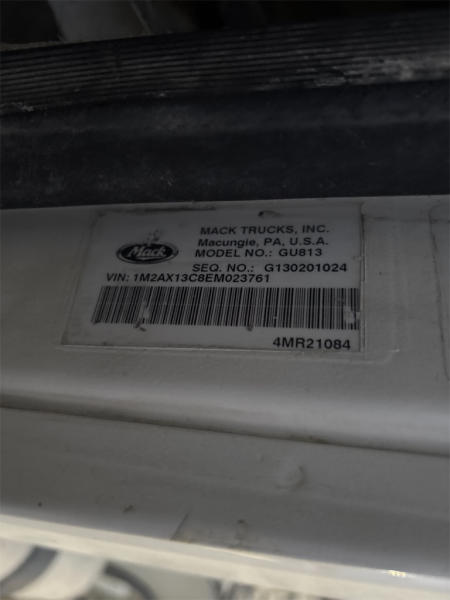 Mack
MACK TRUCKS, INC.
Macungie, PA, U.S.A.
MODEL NO.: GU813
SEQ. NO.: G130201024
VIN: 1M2AX13C8EM023761
4MR21084